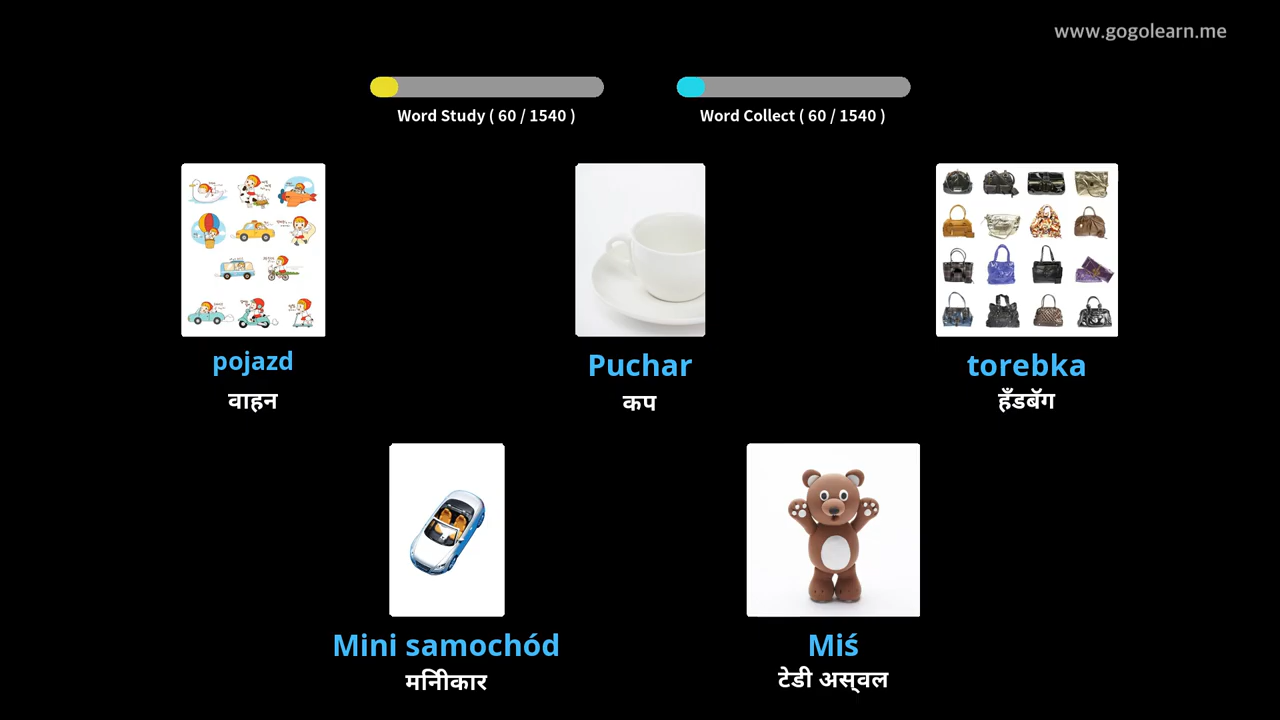 www.gogolearn.me
Word Study ( 60 / 1540 )
Word Collect ( 60 / 1540 )
pojazd
वाहन
Puchar
कप
torebka
हँडबॅग
Mini samochód
मिनीकार
Miś
टेडी अस्वल